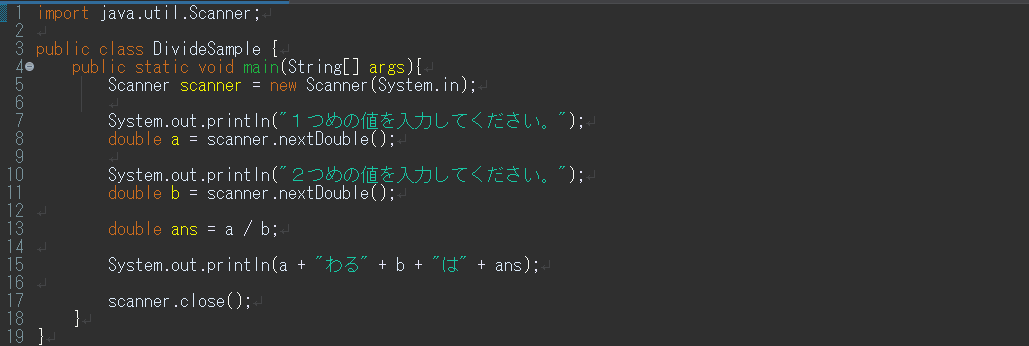 1 import java.util.Scanner;
2
3 public class DivideSample {
4     public static void main(String[] args){
5         Scanner scanner = new Scanner(System.in);
6
7         System.out.println("１つめの値を入力してください。");
8         double a = scanner.nextDouble();
9
10         System.out.println("２つめの値を入力してください。");
11         double b = scanner.nextDouble();
12
13         double ans = a / b;
14
15         System.out.println(a + "わる" + b + "は" + ans);
16
17         scanner.close();
18     }
19 }